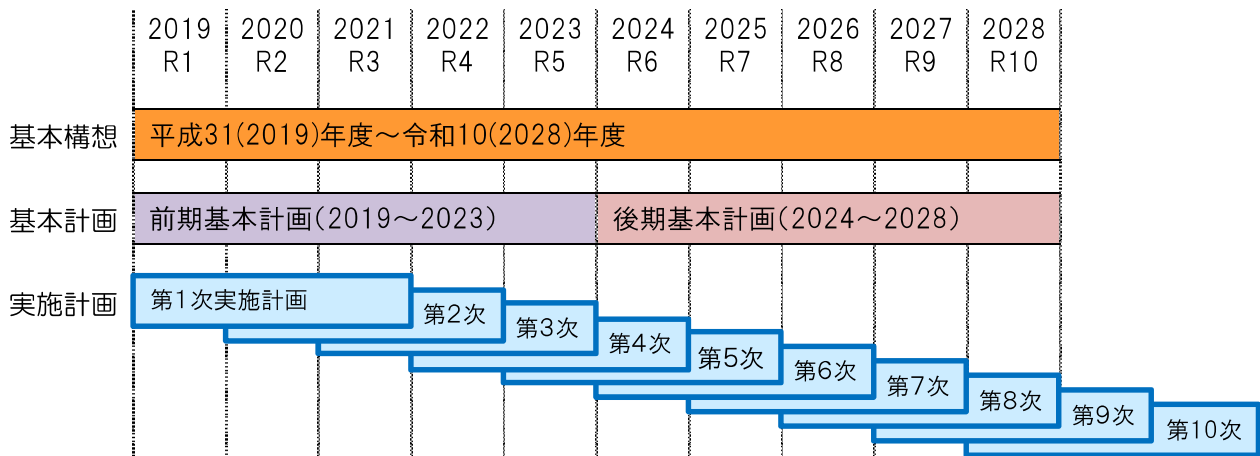 2019 2020 2021 2022 2023 2024 2025 2026 2027 2028
R1 R2 R3 R4 R5 R6 R7 R8 R9 R10
基本構想 平成31(2019)年度～令和10(2028)年度
基本計画 前期基本計画(2019～2023) 後期基本計画(2024～2028)
実施計画 第1次実施計画
第2次
第3次
第4次
第5次
第6次
第7次
第8次
第9次
第10次